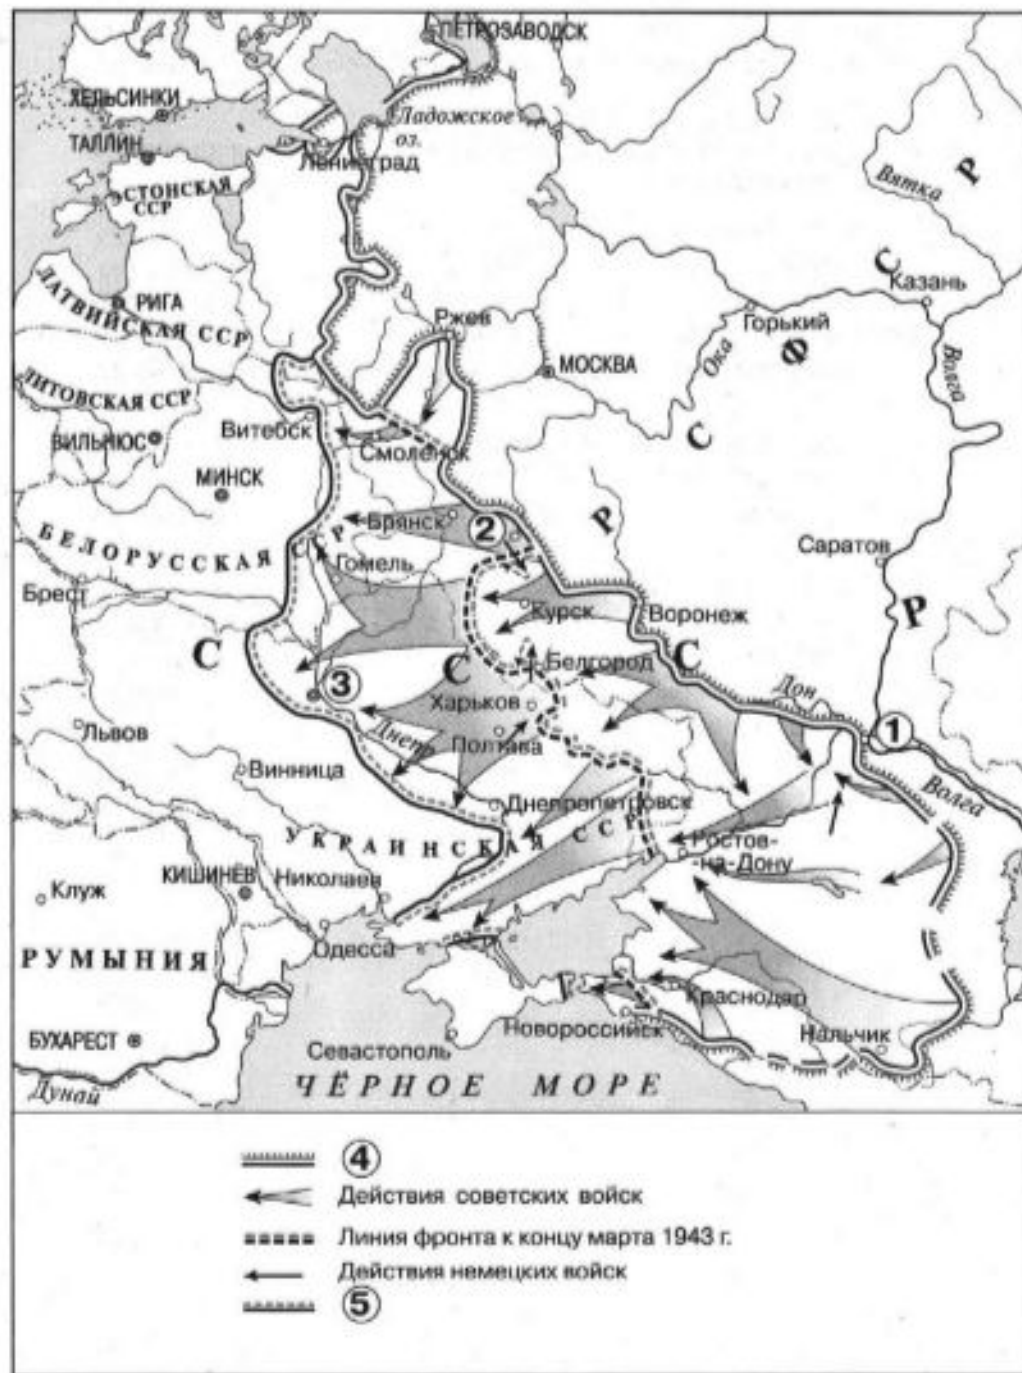 ПЕТРОЗАВОДСК
ХЕЛЬСИНКИ
Ладожское
оз.
ТАЛЛИН
Ленинград
ЭСТОНСКАЯ
ССР
Вятка
Р
С
Казань
РИГА
ЛАТВИЙСКАЯ ССР
Ржев
Горький
Ф
МОСКВА
Ока
Волга
ЛИТОВСКАЯ ССР
ВИЛЬНЮС
Витебск
Смоленск
С
МИНСК
Брянск
2
Р
БЕЛОРУССКАЯ ССР
Саратов
Гомель
Брест
Курск
Воронеж
Р
С
С
Белгород
С
3
Дон
Харьков
Львов
Днепр
Полтава
1
Винница
Волга
Днепропетровск
УКРАИНСКАЯ ССР
Ростов-
-на-Дону
КИШИНЁВ
Николаев
Клуж
Одесса
РУМЫНИЯ
Краснодар
Новороссийск
Нальчик
БУХАРЕСТ
Севастополь
Дунай
ЧЁРНОЕ МОРЕ
4
Действия советских войск
Линия фронта к концу марта 1943 г.
Действия немецких войск
5